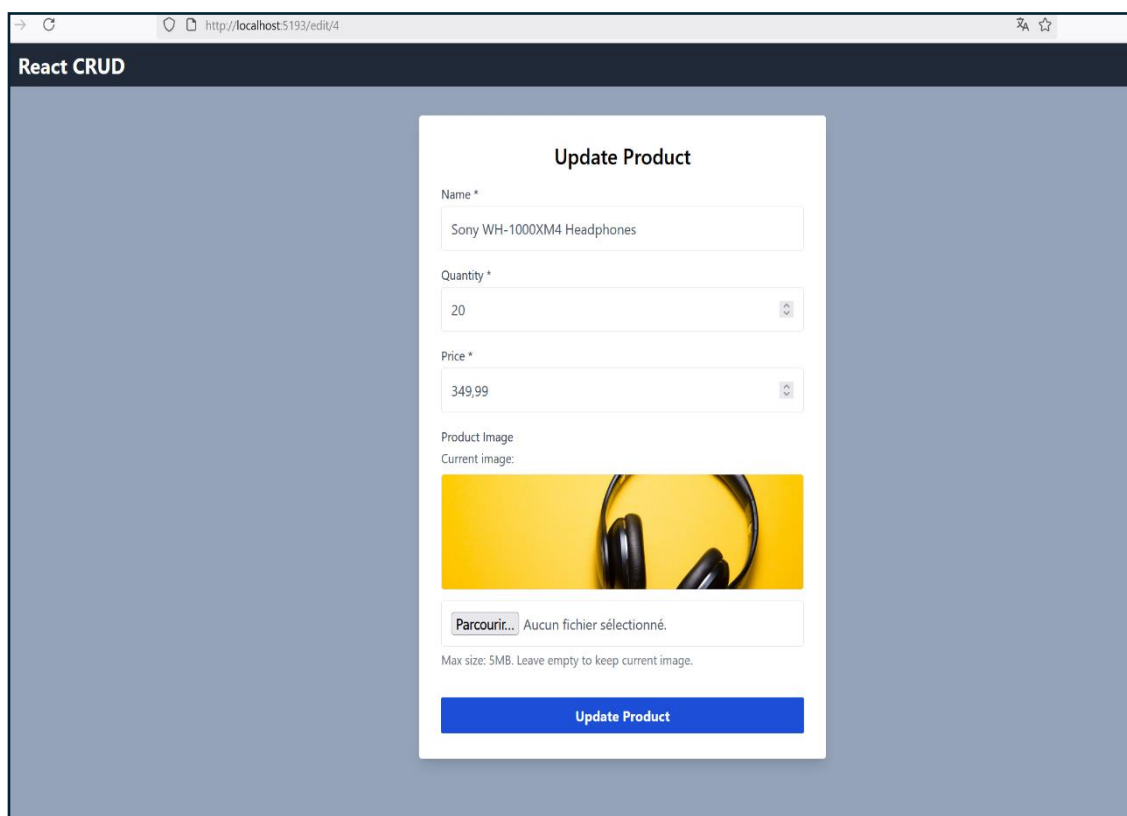 http://localhost:5193/edit/4
React CRUD
Update Product
Name *
Sony WH-1000XM4 Headphones
Quantity *
20
Price *
349,99
Product Image
Current image:
Parcourir... Aucun fichier sélectionné.
Max size: 5MB. Leave empty to keep current image.
Update Product